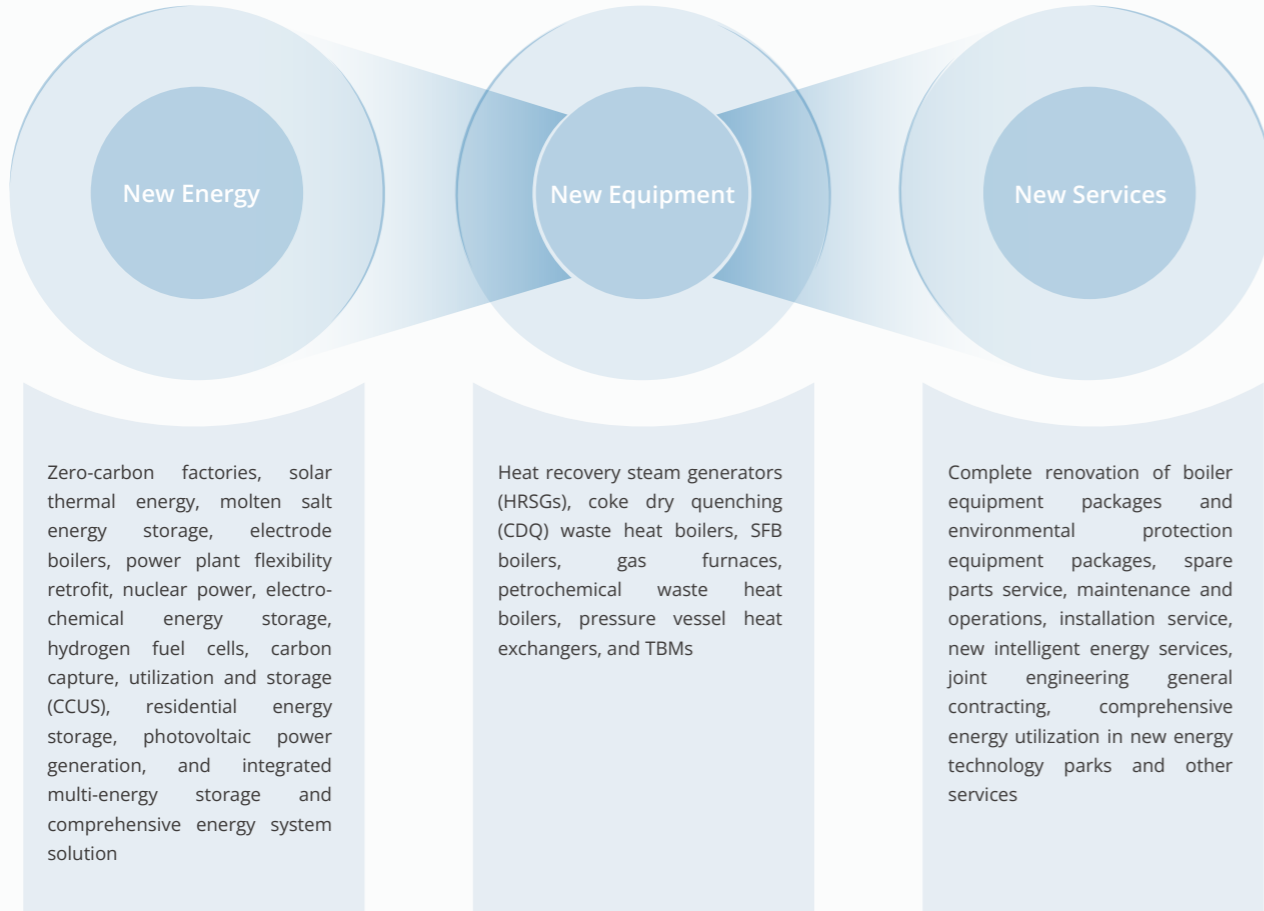 New Energy
New Equipment
New Services
Zero-carbon factories, solar
thermal energy, molten salt
energy storage, electrode
boilers, power plant flexibility
retrofit, nuclear power, electro-
chemical energy storage,
hydrogen fuel cells, carbon
capture, utilization and storage
(CCUS), residential energy
storage, photovoltaic power
generation, and integrated
multi-energy storage and
comprehensive energy system
solution
Heat recovery steam generators
(HRSGs), coke dry quenching
(CDQ) waste heat boilers, SFB
boilers, gas furnaces,
petrochemical waste heat
boilers, pressure vessel heat
exchangers, and TBMs
Complete renovation of boiler
equipment packages and
environmental protection
equipment packages, spare
parts service, maintenance and
operations, installation service,
new intelligent energy services,
joint engineering general
contracting, comprehensive
energy utilization in new energy
technology parks and other
services